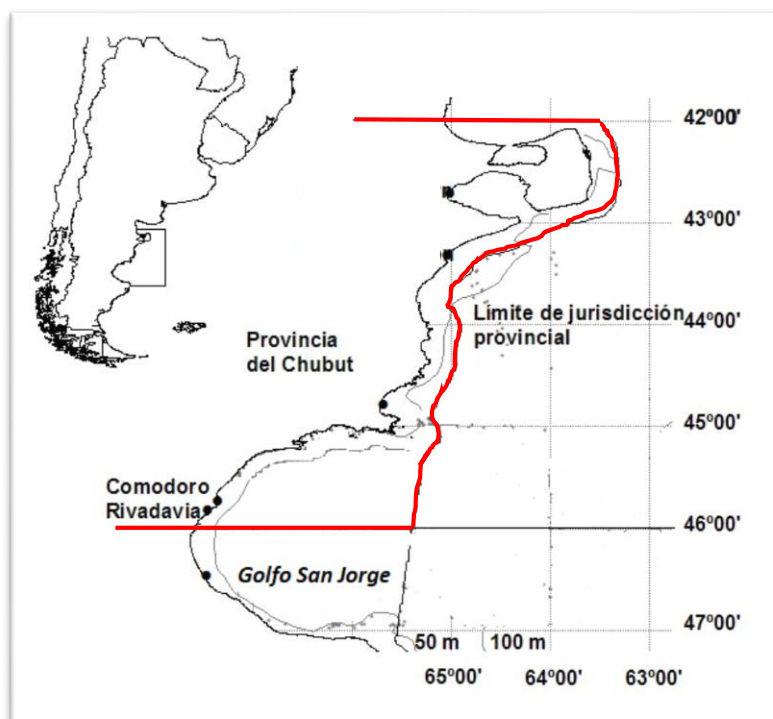 42º00'
43º00'
Límite de jurisdicción
provincial
44º00'
Provincia
del Chubut
45º00'
Comodoro
Rivadavia
46º00'
Golfo San Jorge
47º00'
50 m
100 m
65º00'
64º00'
63º00'